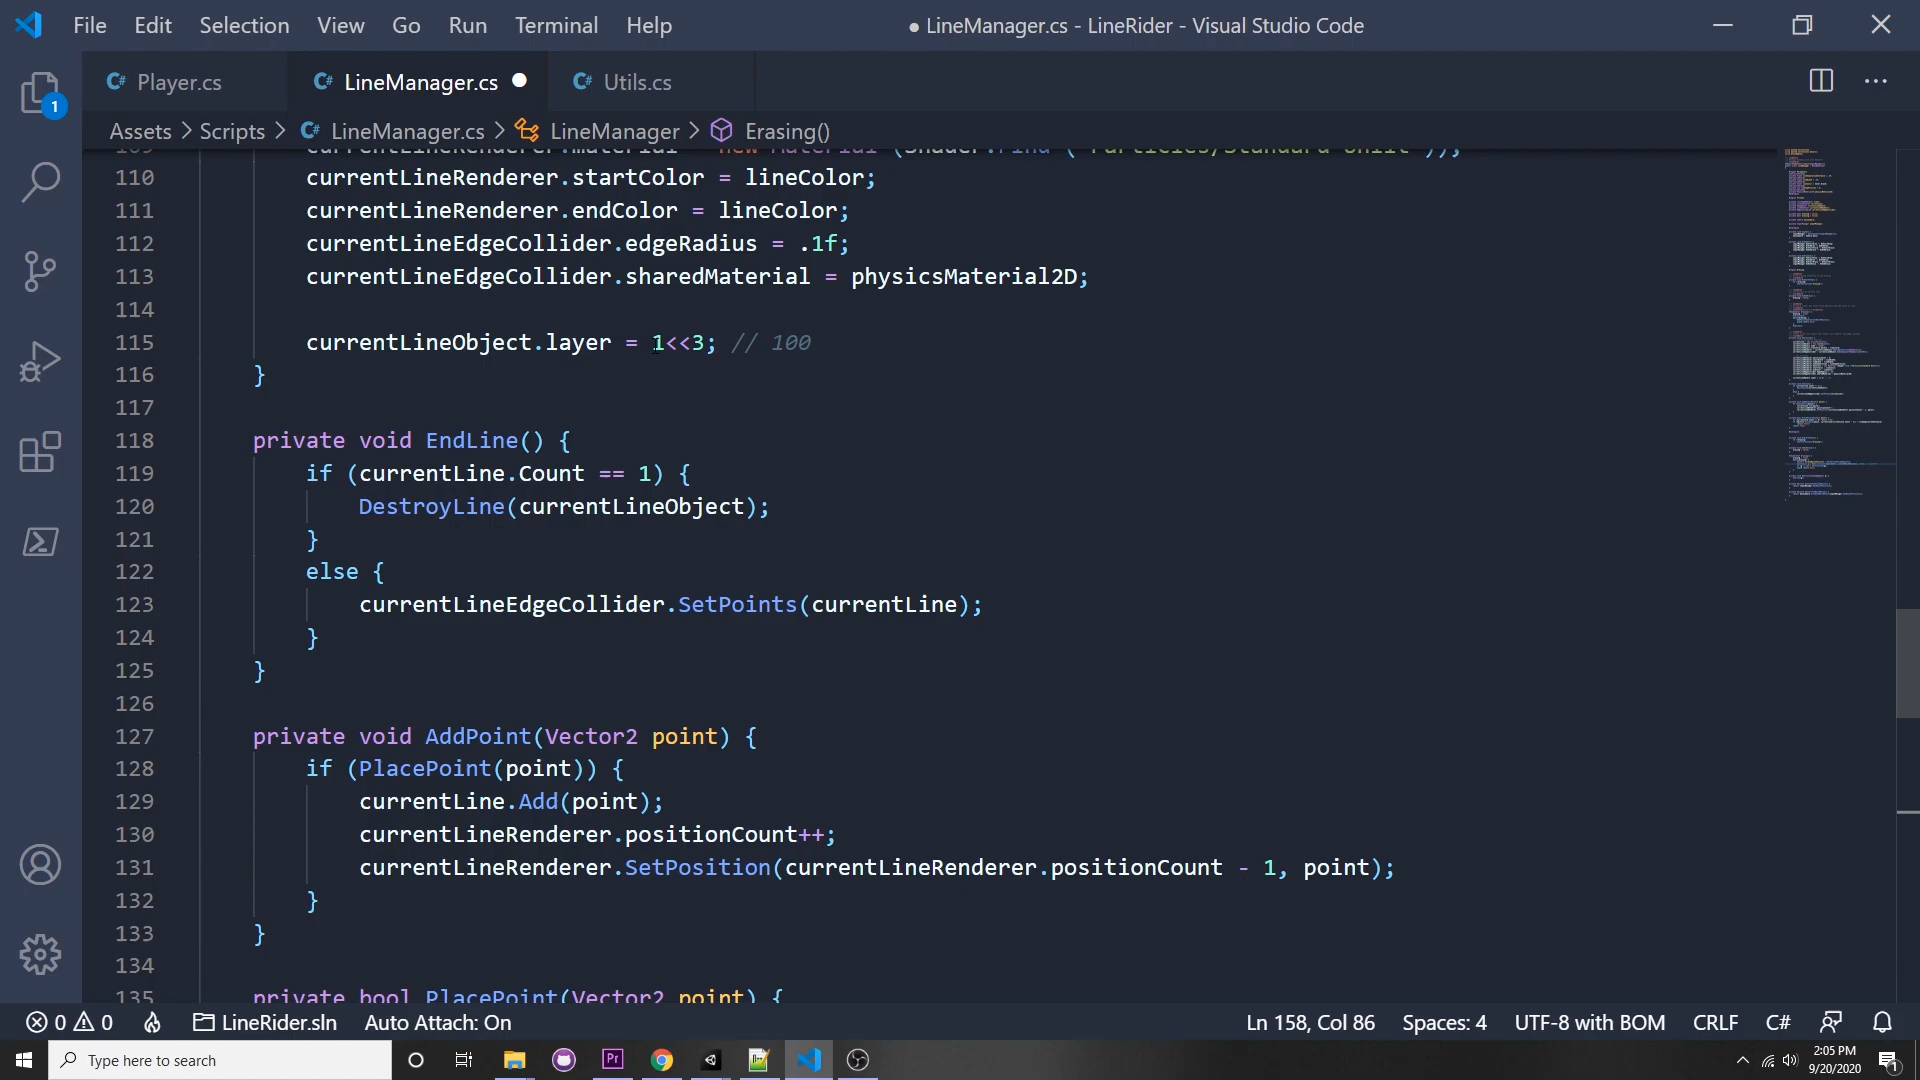 File Edit Selection View Go Run Terminal Help ● LineManager.cs - LineRider - Visual Studio Code
C# Player.cs C# LineManager.cs ● C# Utils.cs
1
Assets > Scripts > C# LineManager.cs > LineManager > Erasing()
110 currentLineRenderer.startColor = lineColor;
111 currentLineRenderer.endColor = lineColor;
112 currentLineEdgeCollider.edgeRadius = .1f;
113 currentLineEdgeCollider.sharedMaterial = physicsMaterial2D;
114
115 currentLineObject.layer = 1<<3; // 100
116 }
117
118 private void EndLine() {
119 if (currentLine.Count == 1) {
120 DestroyLine(currentLineObject);
121 }
122 else {
123 currentLineEdgeCollider.SetPoints(currentLine);
124 }
125 }
126
127 private void AddPoint(Vector2 point) {
128 if (PlacePoint(point)) {
129 currentLine.Add(point);
130 currentLineRenderer.positionCount++;
131 currentLineRenderer.SetPosition(currentLineRenderer.positionCount - 1, point);
132 }
133 }
134
135 private bool PlacePoint(Vector2 point) {
0 0 LineRider.sln Auto Attach: On Ln 158, Col 86 Spaces: 4 UTF-8 with BOM CRLF C#
Type here to search
Pr
2:05 PM
9/20/2020
1